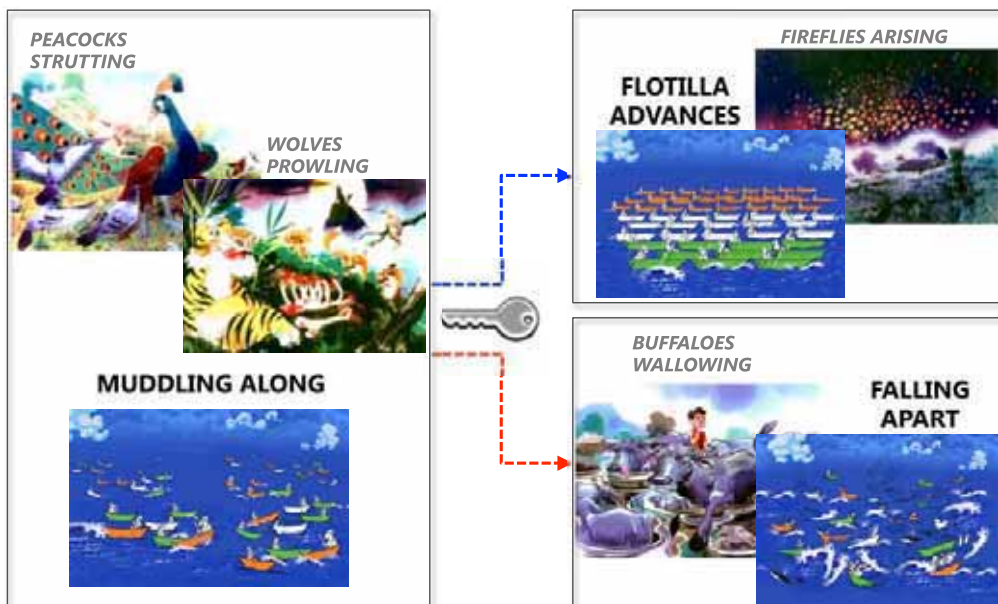 PEACOCKS
STRUTTING
WOLVES
PROWLING
MUDDLING ALONG
FIREFLIES ARISING
FLOTILLA
ADVANCES
BUFFALOES
WALLOWING
FALLING
APART